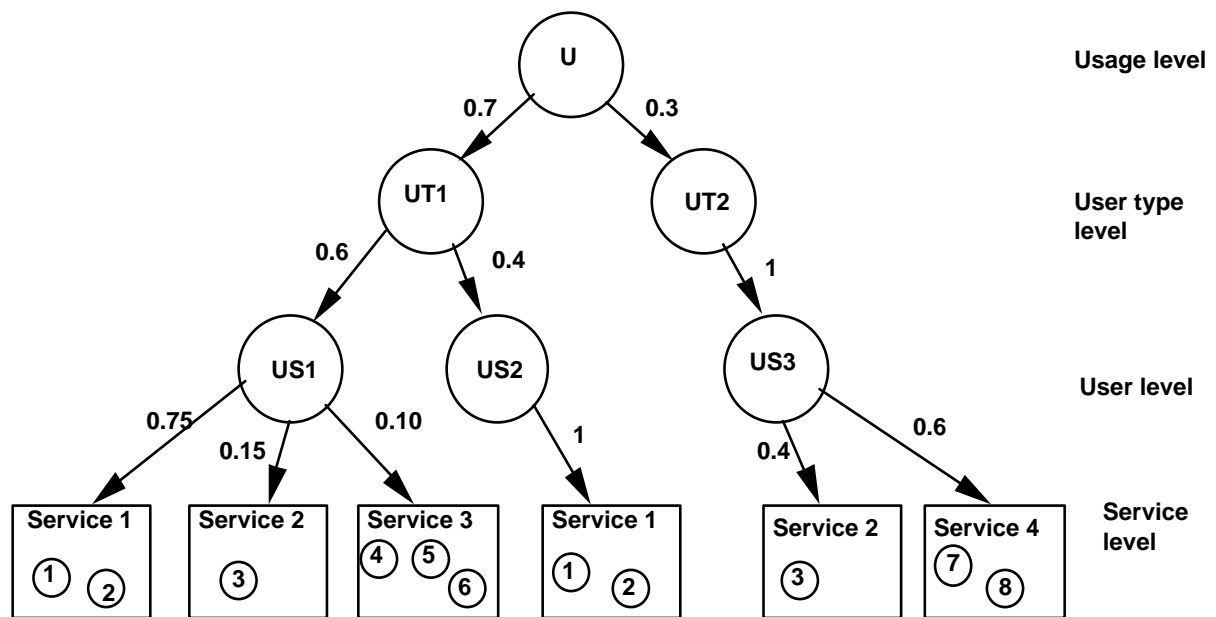 U
Usage level
0.7
0.3
UT1
UT2
User type
level
0.6
0.4
1
US1
US2
US3
User level
0.75
0.15
0.10
1
0.4
0.6
Service 1
Service 2
Service 3
Service 1
Service 2
Service 4
Service
level
1
2
3
4
5
6
1
2
3
7
8